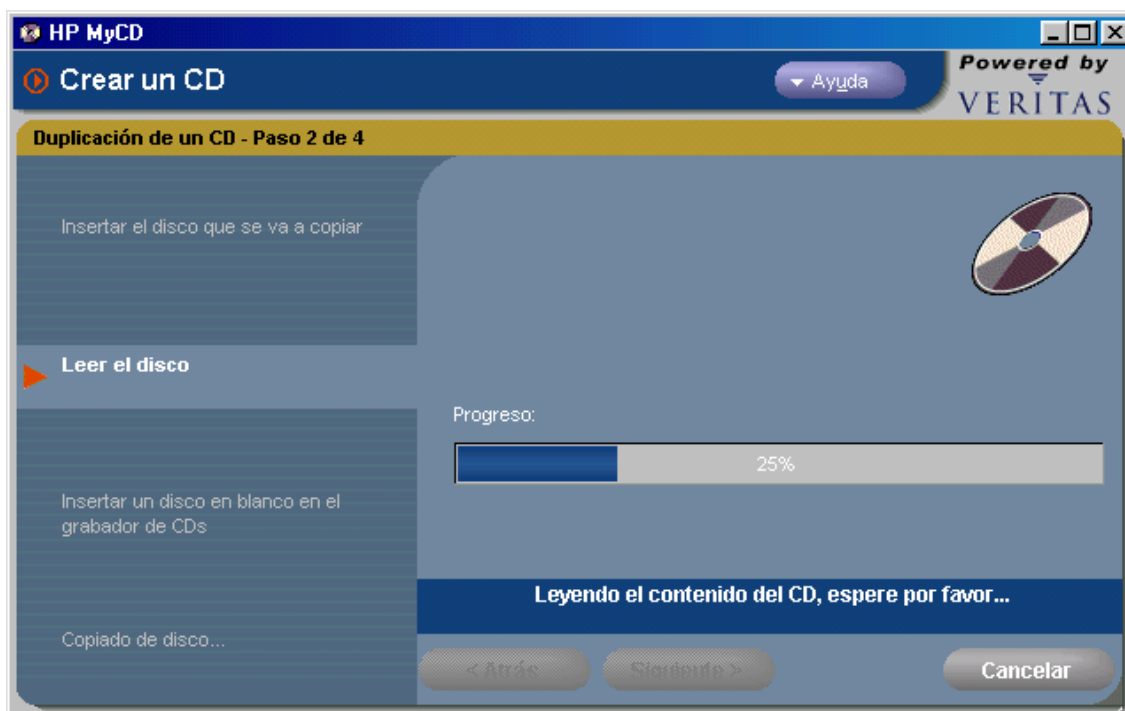 HP MyCD
Crear un CD
Ayuda
Powered by
VERITAS
Duplicación de un CD - Paso 2 de 4
Insertar el disco que se va a copiar
Leer el disco
Progreso:
25%
Insertar un disco en blanco en el
grabador de CDs
Leyendo el contenido del CD, espere por favor...
Copiado de disco...
< Atrás
Siguiente >
Cancelar